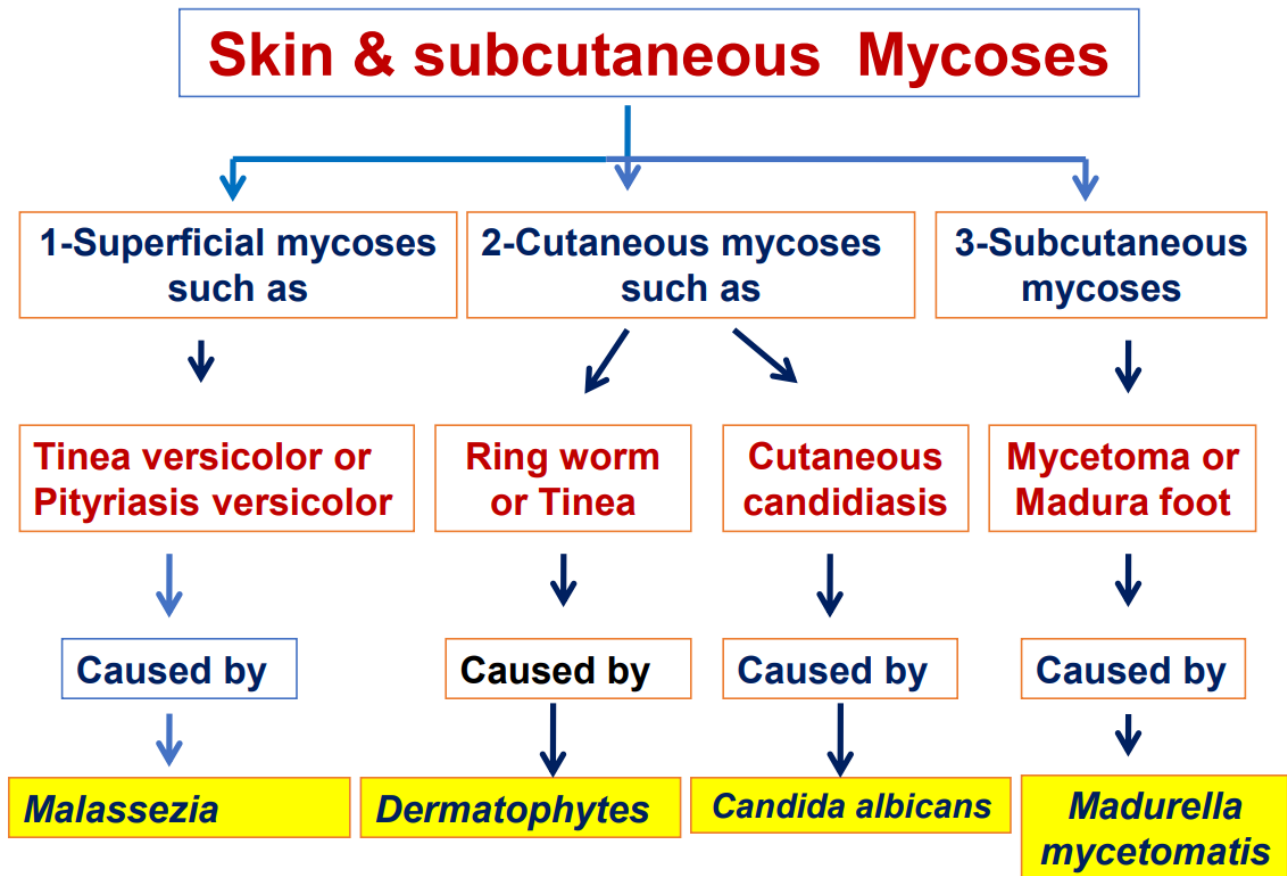 Skin & subcutaneous Mycoses
1-Superficial mycoses
such as
2-Cutaneous mycoses
such as
3-Subcutaneous
mycoses
Tinea versicolor or
Pityriasis versicolor
Ring worm
or Tinea
Cutaneous
candidiasis
Mycetoma or
Madura foot
Caused by
Caused by
Caused by
Caused by
Malassezia
Dermatophytes
Candida albicans
Madurella
mycetomatis